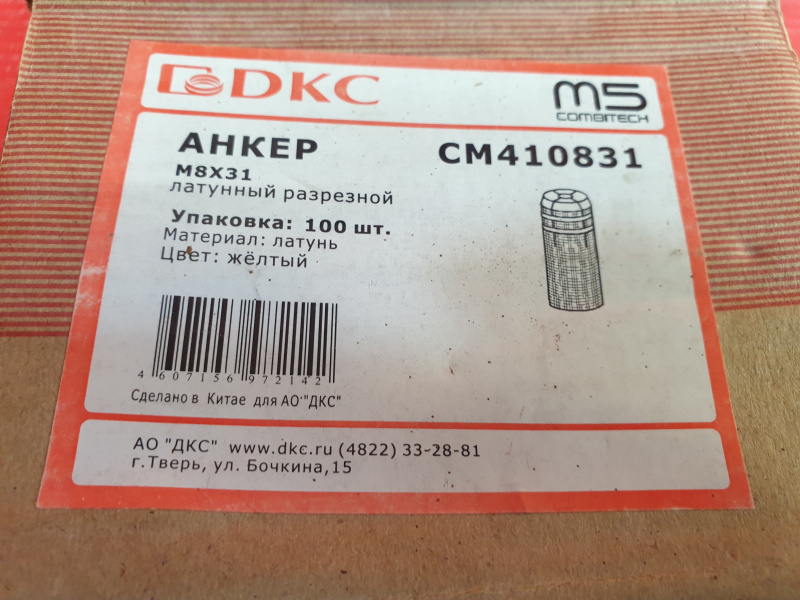 DKC
M5
COMBITECH
АНКЕР
CM410831
M8X31
латунный разрезной
Упаковка: 100 шт.
Материал: латунь
Цвет: жёлтый
4 607156 972142
Сделано в Китае для АО "ДКС"
АО "ДКС" www.dkc.ru (4822) 33-28-81
г.Тверь, ул. Бочкина,15